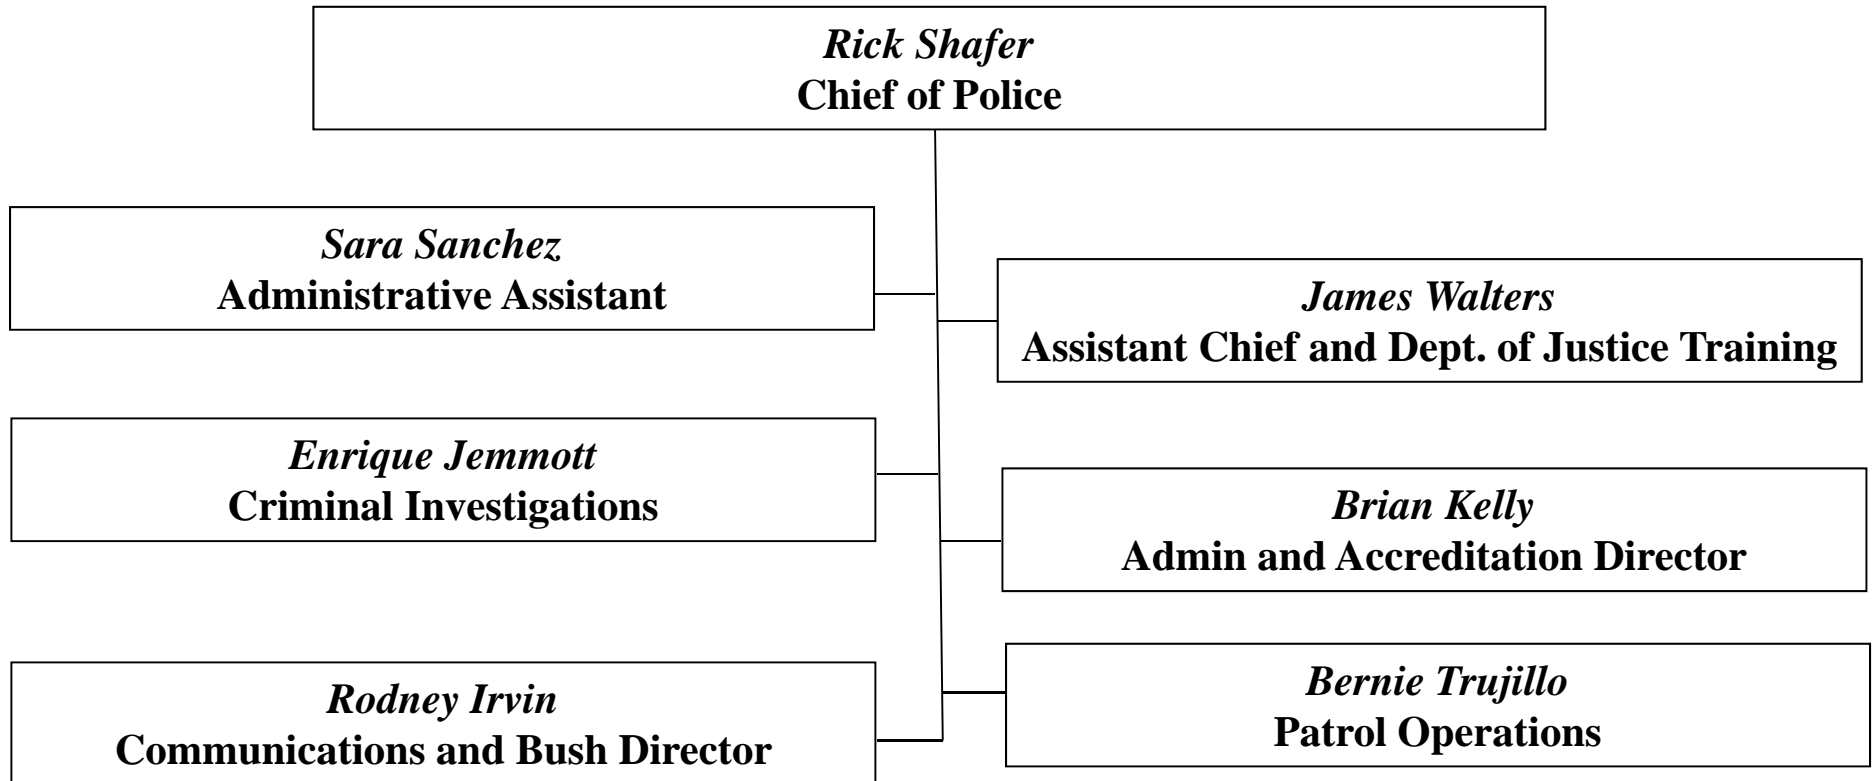 Rick Shafer
Chief of Police
Sara Sanchez
Administrative Assistant
James Walters
Assistant Chief and Dept. of Justice Training
Enrique Jemmott
Criminal Investigations
Brian Kelly
Admin and Accreditation Director
Rodney Irvin
Communications and Bush Director
Bernie Trujillo
Patrol Operations